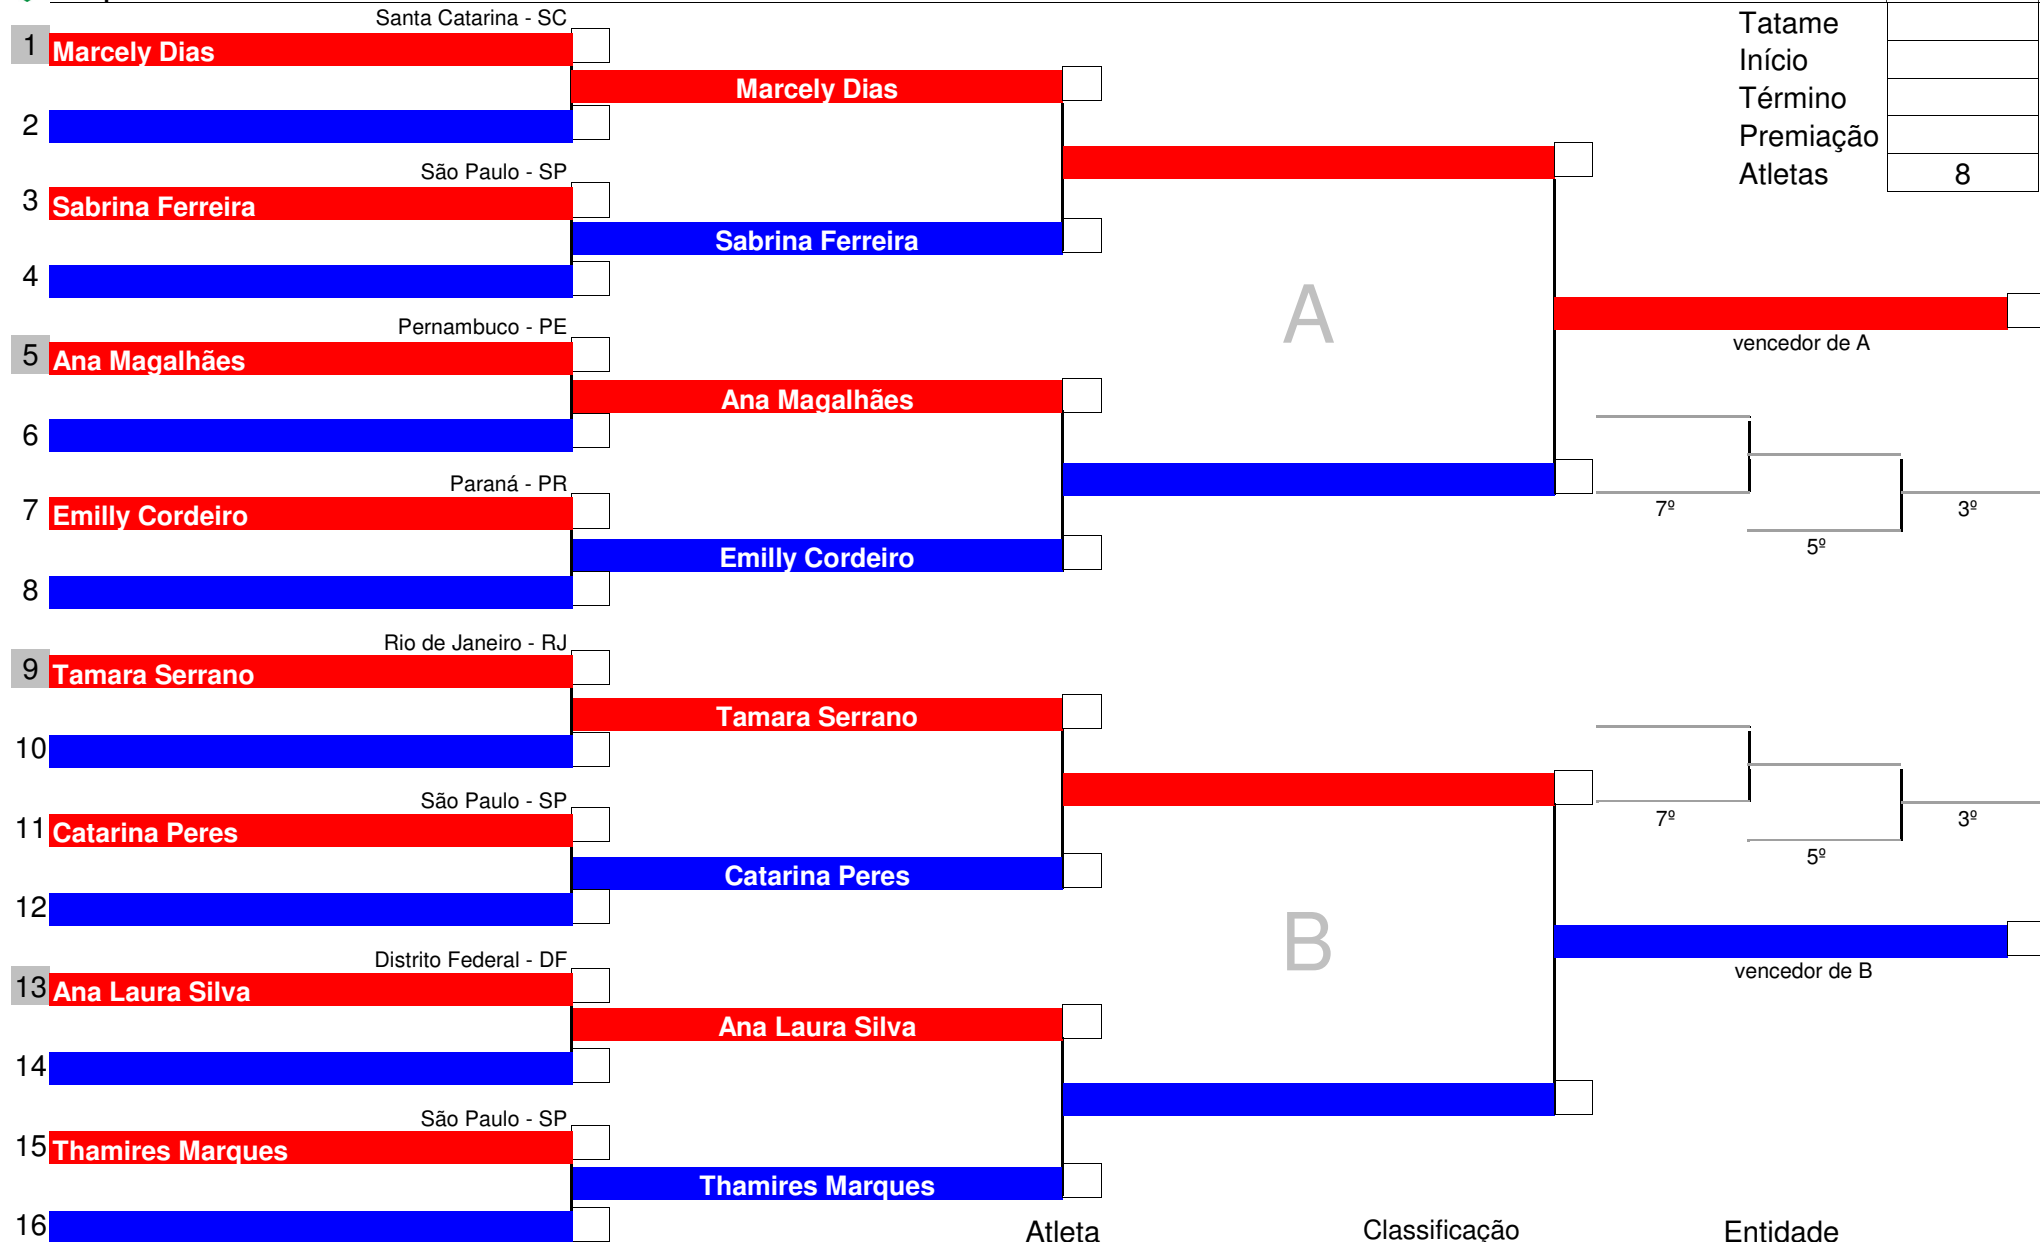 Santa Catarina - SC
1 Marcely Dias
Marcely Dias
2
São Paulo - SP
3 Sabrina Ferreira
Sabrina Ferreira
4
Pernambuco - PE
5 Ana Magalhães
Ana Magalhães
6
Paraná - PR
7 Emilly Cordeiro
Emilly Cordeiro
8
Rio de Janeiro - RJ
9 Tamara Serrano
Tamara Serrano
10
São Paulo - SP
11 Catarina Peres
Catarina Peres
12
Distrito Federal - DF
13 Ana Laura Silva
Ana Laura Silva
14
São Paulo - SP
15 Thamires Marques
Thamires Marques
16
A
B
Tatame
Início
Término
Premiação
Atletas 8
vencedor de A
7º
3º
5º
7º
3º
5º
vencedor de B
Atleta Classificação Entidade